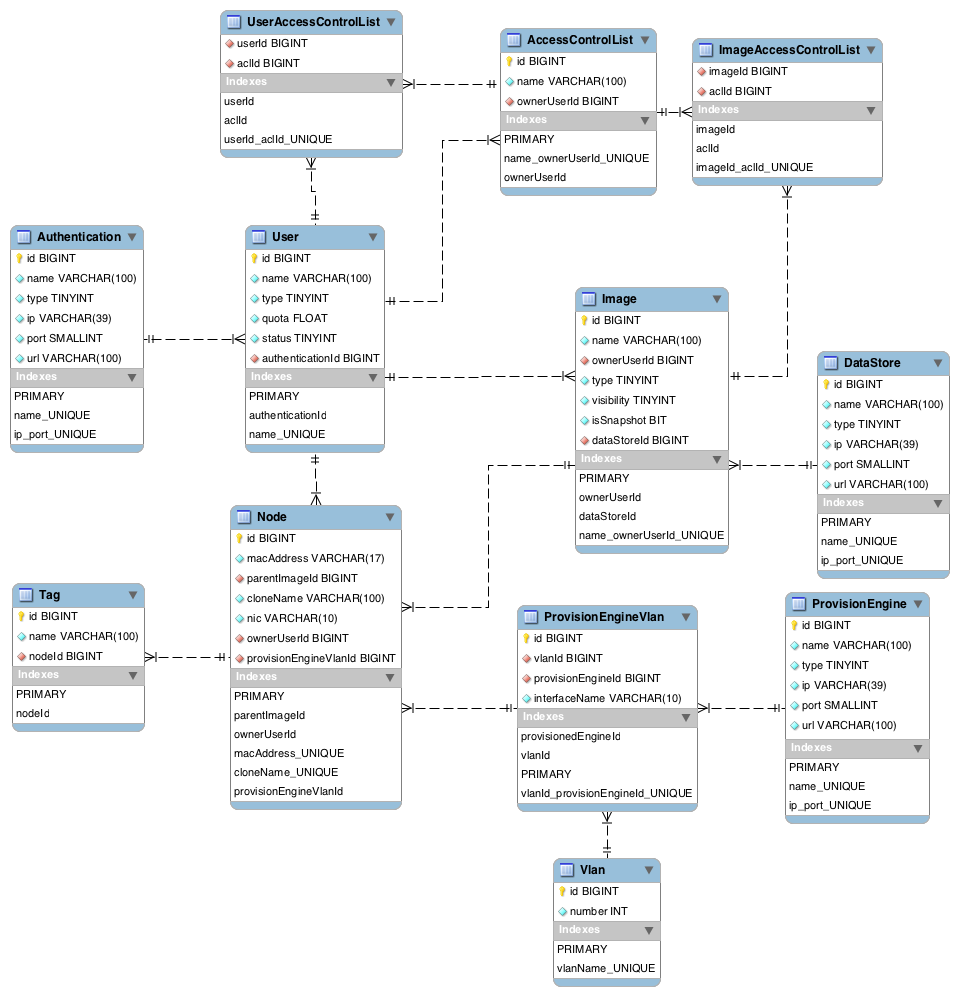 UserAccessControlList
userId BIGINT
aclId BIGINT
Indexes
userId
aclId
userId_aclId_UNIQUE
AccessControlList
id BIGINT
name VARCHAR(100)
ownerUserId BIGINT
Indexes
PRIMARY
name_ownerUserId_UNIQUE
ownerUserId
ImageAccessControlList
imageId BIGINT
aclId BIGINT
Indexes
imageId
aclId
imageId_aclId_UNIQUE
Authentication
id BIGINT
name VARCHAR(100)
type TINYINT
ip VARCHAR(39)
port SMALLINT
url VARCHAR(100)
Indexes
PRIMARY
name_UNIQUE
ip_port_UNIQUE
User
id BIGINT
name VARCHAR(100)
type TINYINT
quota FLOAT
status TINYINT
authenticationId BIGINT
Indexes
PRIMARY
authenticationId
name_UNIQUE
Image
id BIGINT
name VARCHAR(100)
ownerUserId BIGINT
type TINYINT
visibility TINYINT
isSnapshot BIT
dataStoreId BIGINT
Indexes
PRIMARY
ownerUserId
dataStoreId
name_ownerUserId_UNIQUE
DataStore
id BIGINT
name VARCHAR(100)
type TINYINT
ip VARCHAR(39)
port SMALLINT
url VARCHAR(100)
Indexes
PRIMARY
name_UNIQUE
ip_port_UNIQUE
Node
id BIGINT
macAddress VARCHAR(17)
parentImageId BIGINT
cloneName VARCHAR(100)
nic VARCHAR(10)
ownerUserId BIGINT
provisionEngineVlanId BIGINT
Indexes
PRIMARY
parentImageId
ownerUserId
macAddress_UNIQUE
cloneName_UNIQUE
provisionEngineVlanId
Tag
id BIGINT
name VARCHAR(100)
nodeId BIGINT
Indexes
PRIMARY
nodeId
ProvisionEngineVlan
id BIGINT
vlanId BIGINT
provisionEngineId BIGINT
interfaceName VARCHAR(10)
Indexes
provisionedEngineId
vlanId
PRIMARY
vlanId_provisionEngineId_UNIQUE
ProvisionEngine
id BIGINT
name VARCHAR(100)
type TINYINT
ip VARCHAR(39)
port SMALLINT
url VARCHAR(100)
Indexes
PRIMARY
name_UNIQUE
ip_port_UNIQUE
Vlan
id BIGINT
number INT
Indexes
PRIMARY
vlanName_UNIQUE